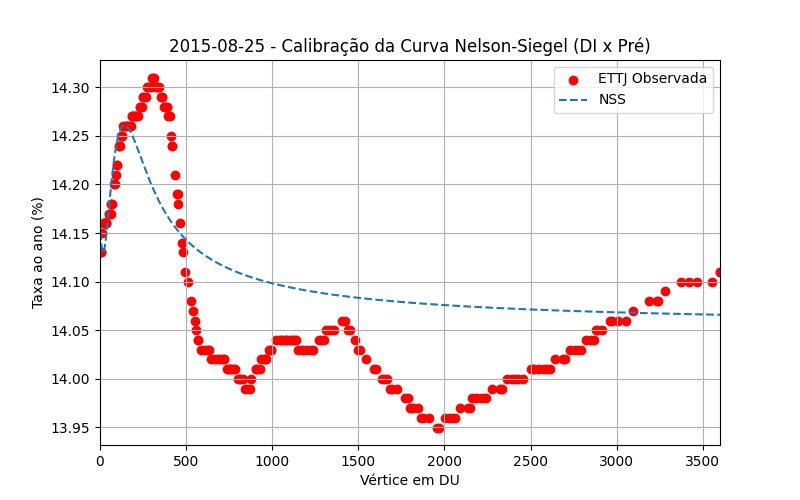 2015-08-25 - Calibração da Curva Nelson-Siegel (DI x Pré)
ETTJ Observada
NSS
Taxa ao ano (%)
14.30
14.25
14.20
14.15
14.10
14.05
14.00
13.95
0 500 1000 1500 2000 2500 3000 3500
Vértice em DU